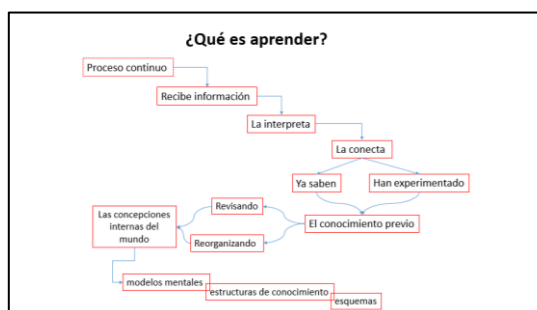 ¿Qué es aprender?
Proceso continuo
Recibe información
La interpreta
La conecta
Ya saben
Han experimentado
El conocimiento previo
Revisando
Reorganizando
Las concepciones
internas del
mundo
modelos mentales
estructuras de conocimiento
esquemas